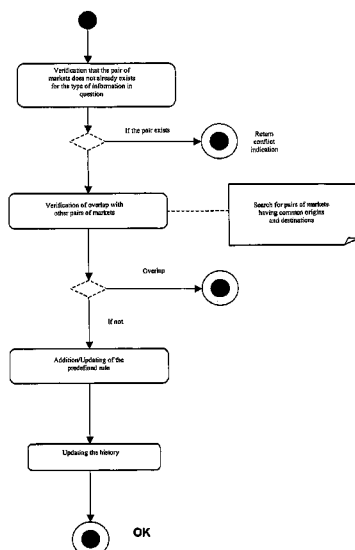 Verification that the pair of
markets does not already exists
for the type of information in
question
If the pair exists
Return
conflict
indication
Verification of overlap with
other pairs of markets
Search for pairs of markets
having common origins
and destinations
Overlap
If not
Addition/Updating of the
predefined rule
Updating the history
OK